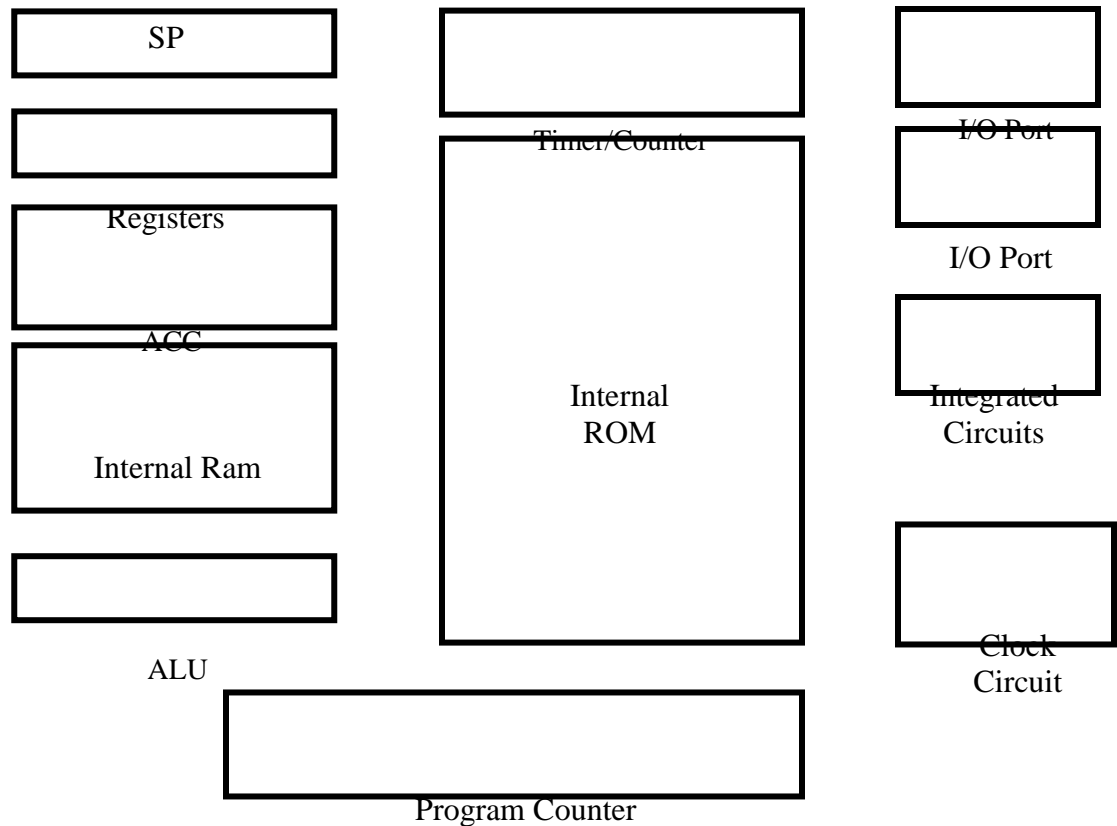 SP
Timer/Counter
I/O Port
Registers
I/O Port
ACC
Internal
ROM
Integrated
Circuits
Internal Ram
Clock
Circuit
ALU
Program Counter